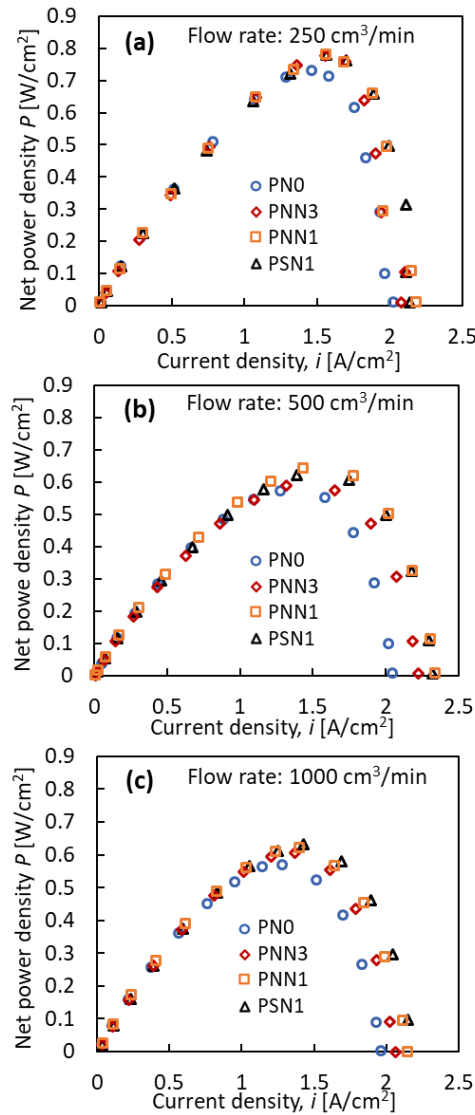 0.9
(a) Flow rate: 250 cm³/min
0.8
0.7
0.6
0.5
0.4
0.3
0.2
0.1
0
Net power density P [W/cm²]
PN0
PNN3
PNN1
PSN1
0 0.5 1 1.5 2 2.5
Current density, i [A/cm²]
0.9
(b) Flow rate: 500 cm³/min
0.8
0.7
0.6
0.5
0.4
0.3
0.2
0.1
0
Net powe density P [W/cm²]
PN0
PNN3
PNN1
PSN1
0 0.5 1 1.5 2 2.5
Current density, i [A/cm²]
0.9
(c) Flow rate: 1000 cm³/min
0.8
0.7
0.6
0.5
0.4
0.3
0.2
0.1
0
Net power density P [W/cm²]
PN0
PNN3
PNN1
PSN1
0 0.5 1 1.5 2 2.5
Current density, i [A/cm²]